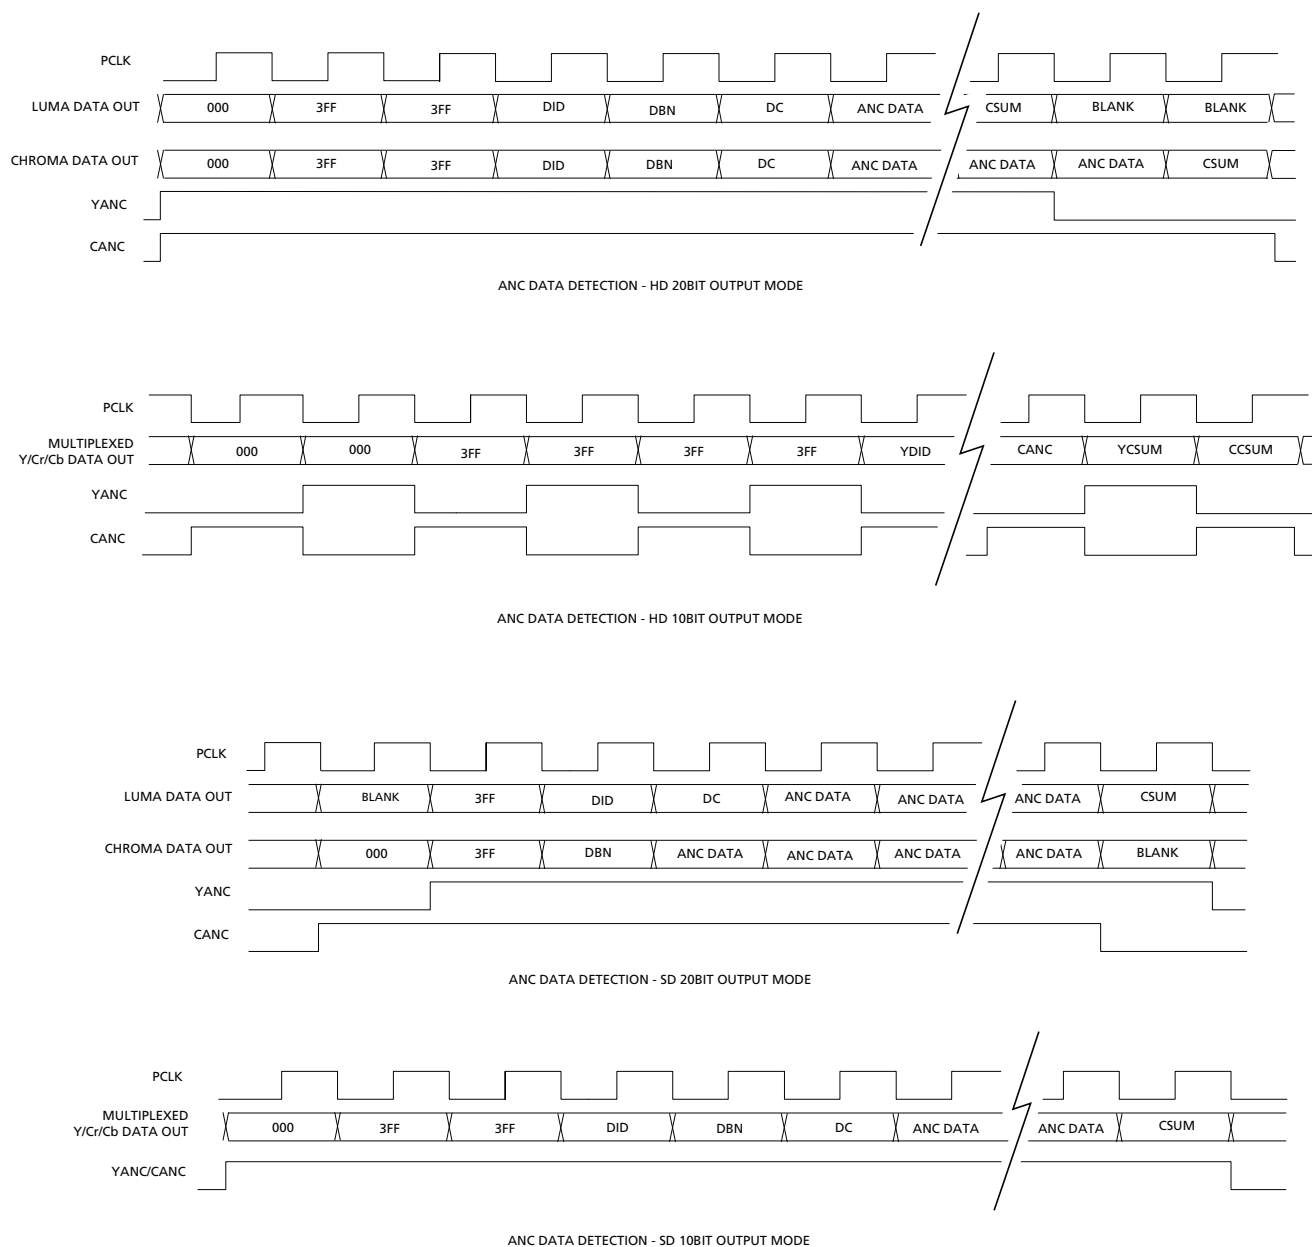 PCLK
LUMA DATA OUT 000 3FF 3FF DID DBN DC ANC DATA CSUM BLANK BLANK
CHROMA DATA OUT 000 3FF 3FF DID DBN DC ANC DATA ANC DATA ANC DATA CSUM
YANC
CANC
ANC DATA DETECTION - HD 20BIT OUTPUT MODE
PCLK
MULTIPLEXED
Y/Cr/Cb DATA OUT 000 000 3FF 3FF 3FF 3FF YDID CANC YCSUM CCSUM
YANC
CANC
ANC DATA DETECTION - HD 10BIT OUTPUT MODE
PCLK
LUMA DATA OUT BLANK 3FF DID DC ANC DATA ANC DATA ANC DATA CSUM
CHROMA DATA OUT 000 3FF DBN ANC DATA ANC DATA ANC DATA ANC DATA BLANK
YANC
CANC
ANC DATA DETECTION - SD 20BIT OUTPUT MODE
PCLK
MULTIPLEXED
Y/Cr/Cb DATA OUT 000 3FF 3FF DID DBN DC ANC DATA ANC DATA CSUM
YANC/CANC
ANC DATA DETECTION - SD 10BIT OUTPUT MODE